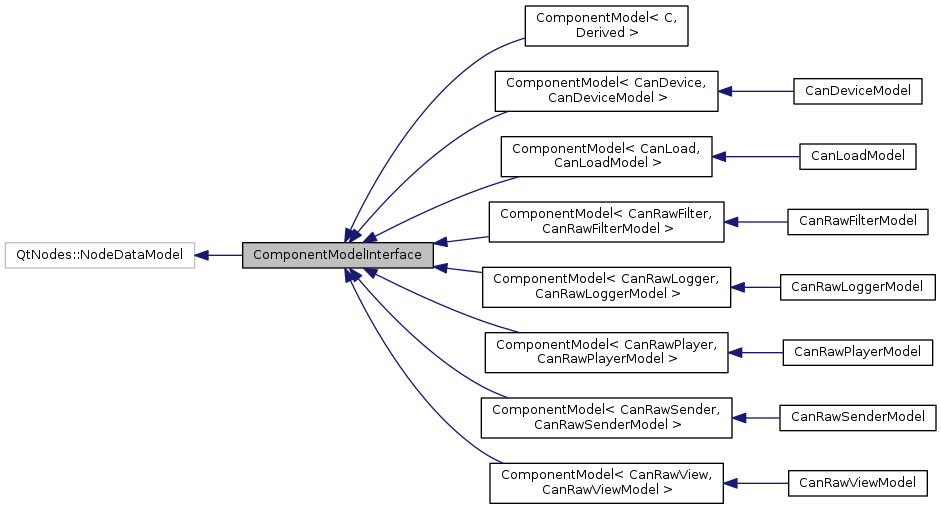 ComponentModel< C,
Derived >
ComponentModel< CanDevice,
CanDeviceModel >
CanDeviceModel
ComponentModel< CanLoad,
CanLoadModel >
CanLoadModel
ComponentModel< CanRawFilter,
CanRawFilterModel >
CanRawFilterModel
QtNodes::NodeDataModel
ComponentModelInterface
ComponentModel< CanRawLogger,
CanRawLoggerModel >
CanRawLoggerModel
ComponentModel< CanRawPlayer,
CanRawPlayerModel >
CanRawPlayerModel
ComponentModel< CanRawSender,
CanRawSenderModel >
CanRawSenderModel
ComponentModel< CanRawView,
CanRawViewModel >
CanRawViewModel